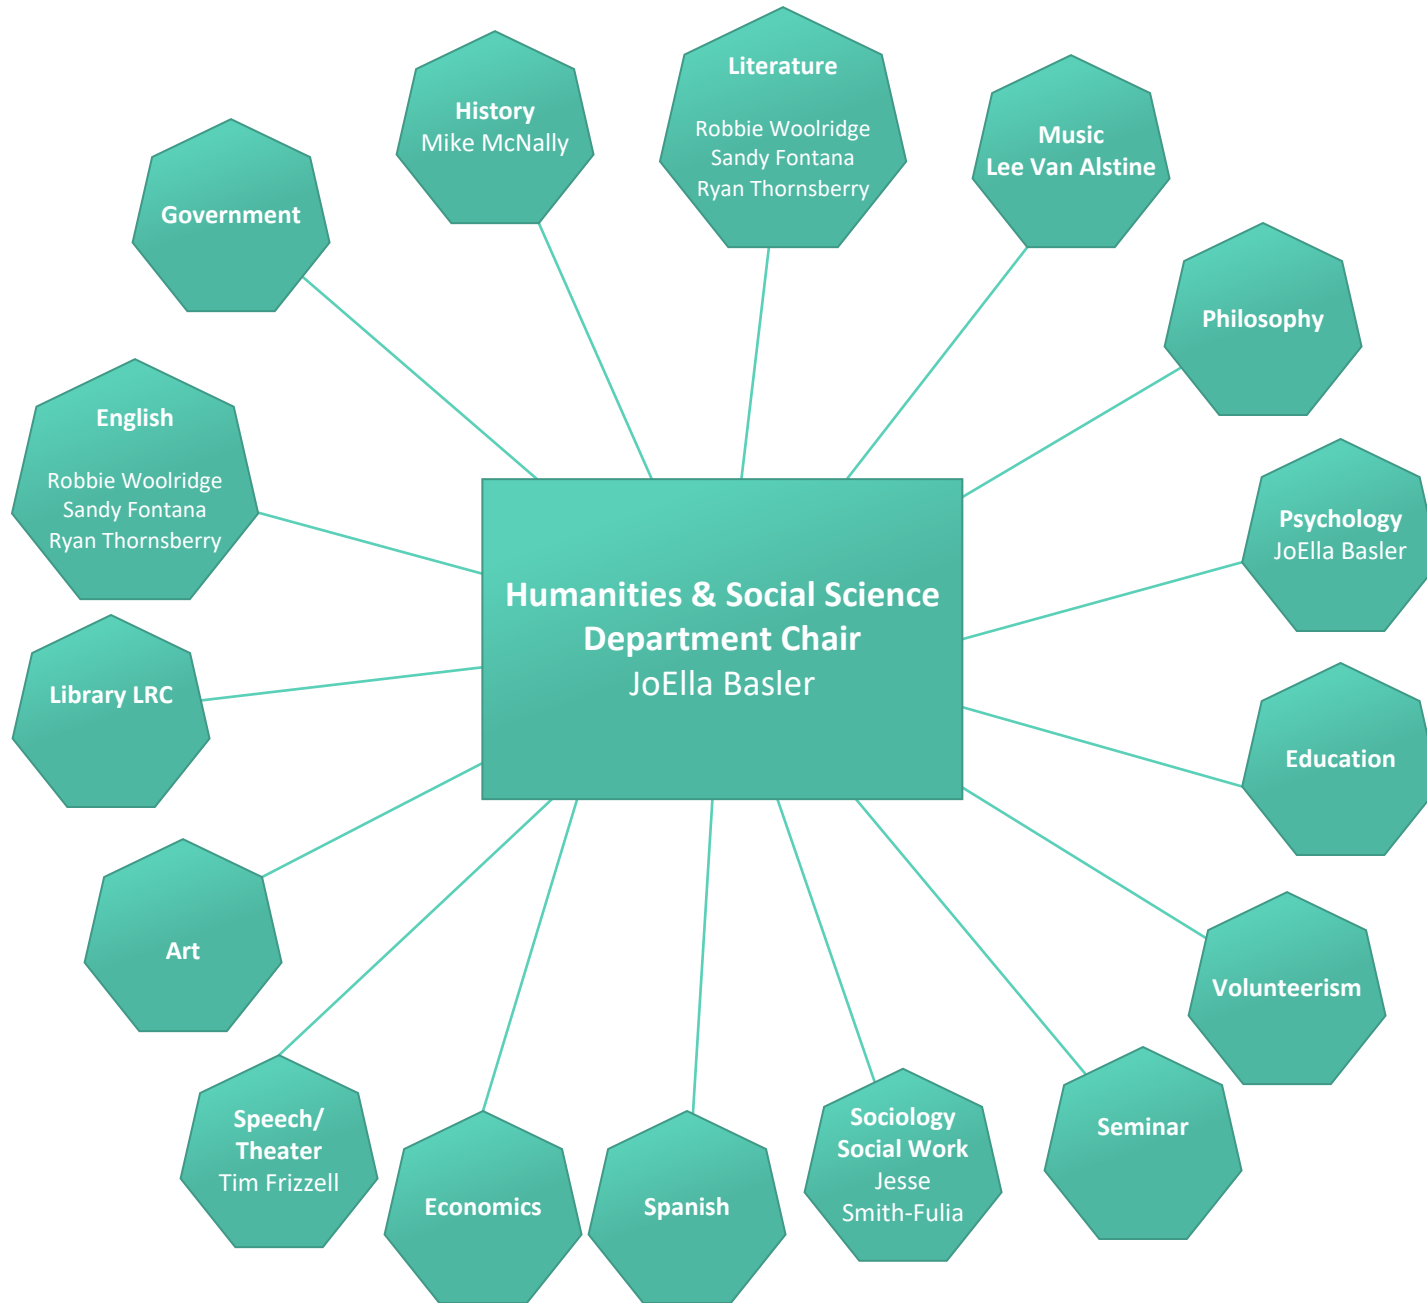 Literature
Robbie Woolridge
Sandy Fontana
Ryan Thornsberry
History
Mike McNally
Music
Lee Van Alstine
Government
Philosophy
English
Robbie Woolridge
Sandy Fontana
Ryan Thornsberry
Psychology
JoElla Basler
Humanities & Social Science
Department Chair
JoElla Basler
Library LRC
Education
Art
Volunteerism
Speech/
Theater
Tim Frizzell
Economics
Spanish
Sociology
Social Work
Jesse
Smith-Fulia
Seminar